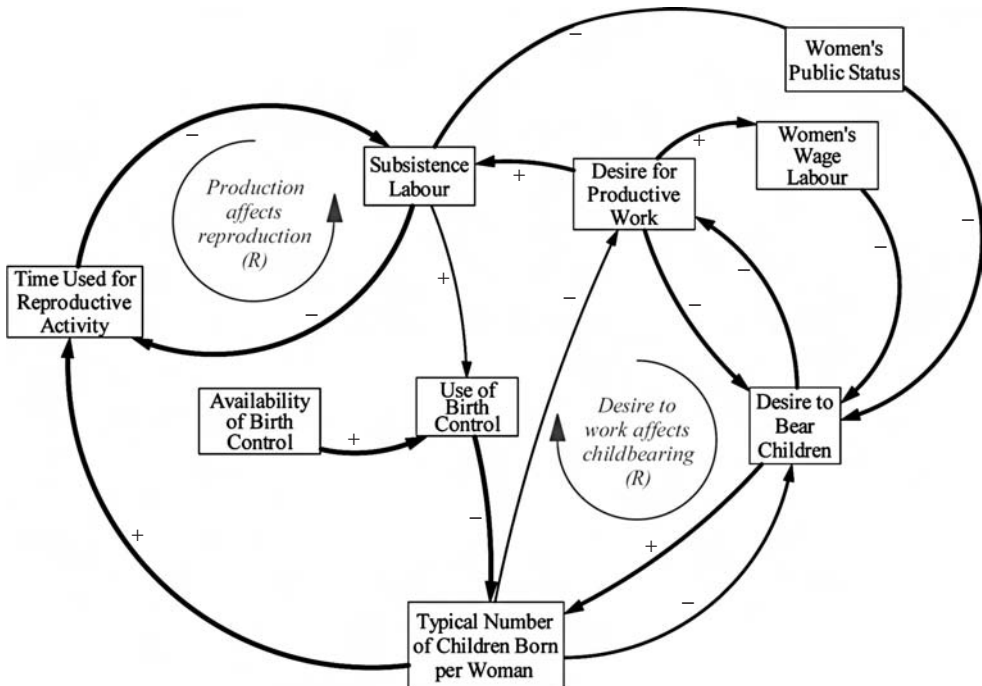 −
Women's
Public Status
−
+
Women's
Wage
Labour
Subsistence
Labour
+
Desire for
Productive
Work
Production
affects
reproduction
(R)
−
−
+
−
Time Used for
Reproductive
Activity
−
−
−
Availability
of Birth
Control
+
Use of
Birth
Control
Desire to
work affects
childbearing
(R)
Desire to
Bear
Children
−
+
+
−
Typical Number
of Children Born
per Woman